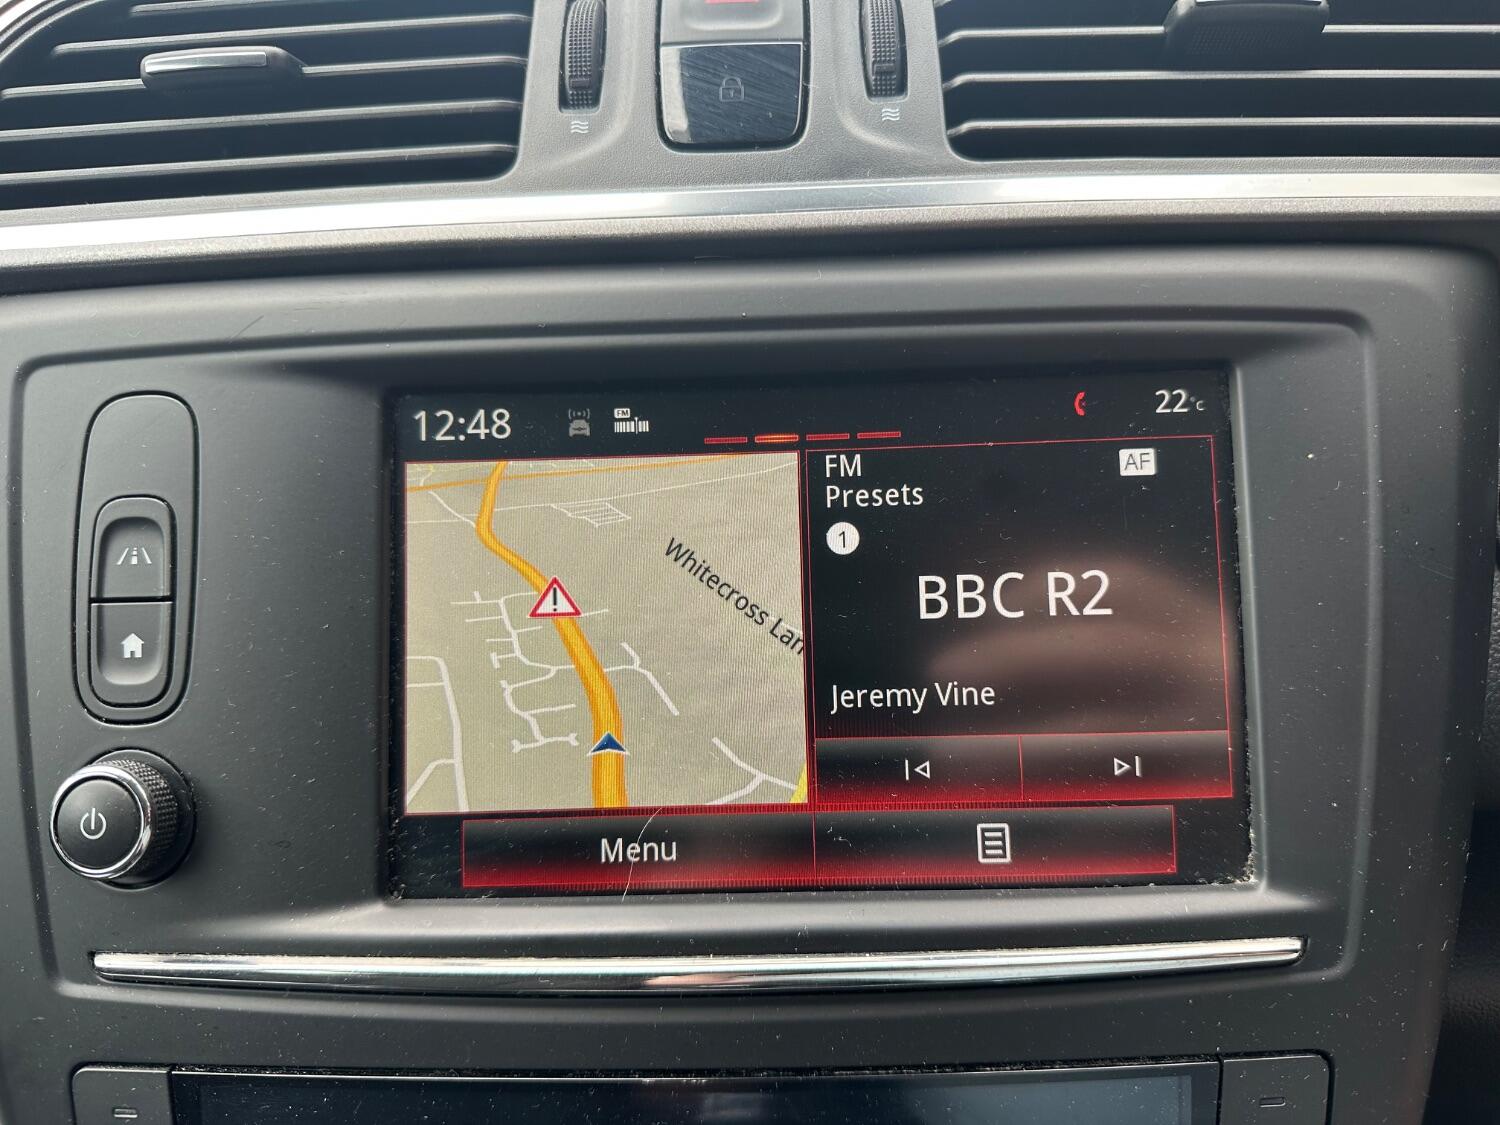 12:48
FM
22°C
FM
Presets
AF
1
BBC R2
Whitecross Lan
Jeremy Vine
Menu